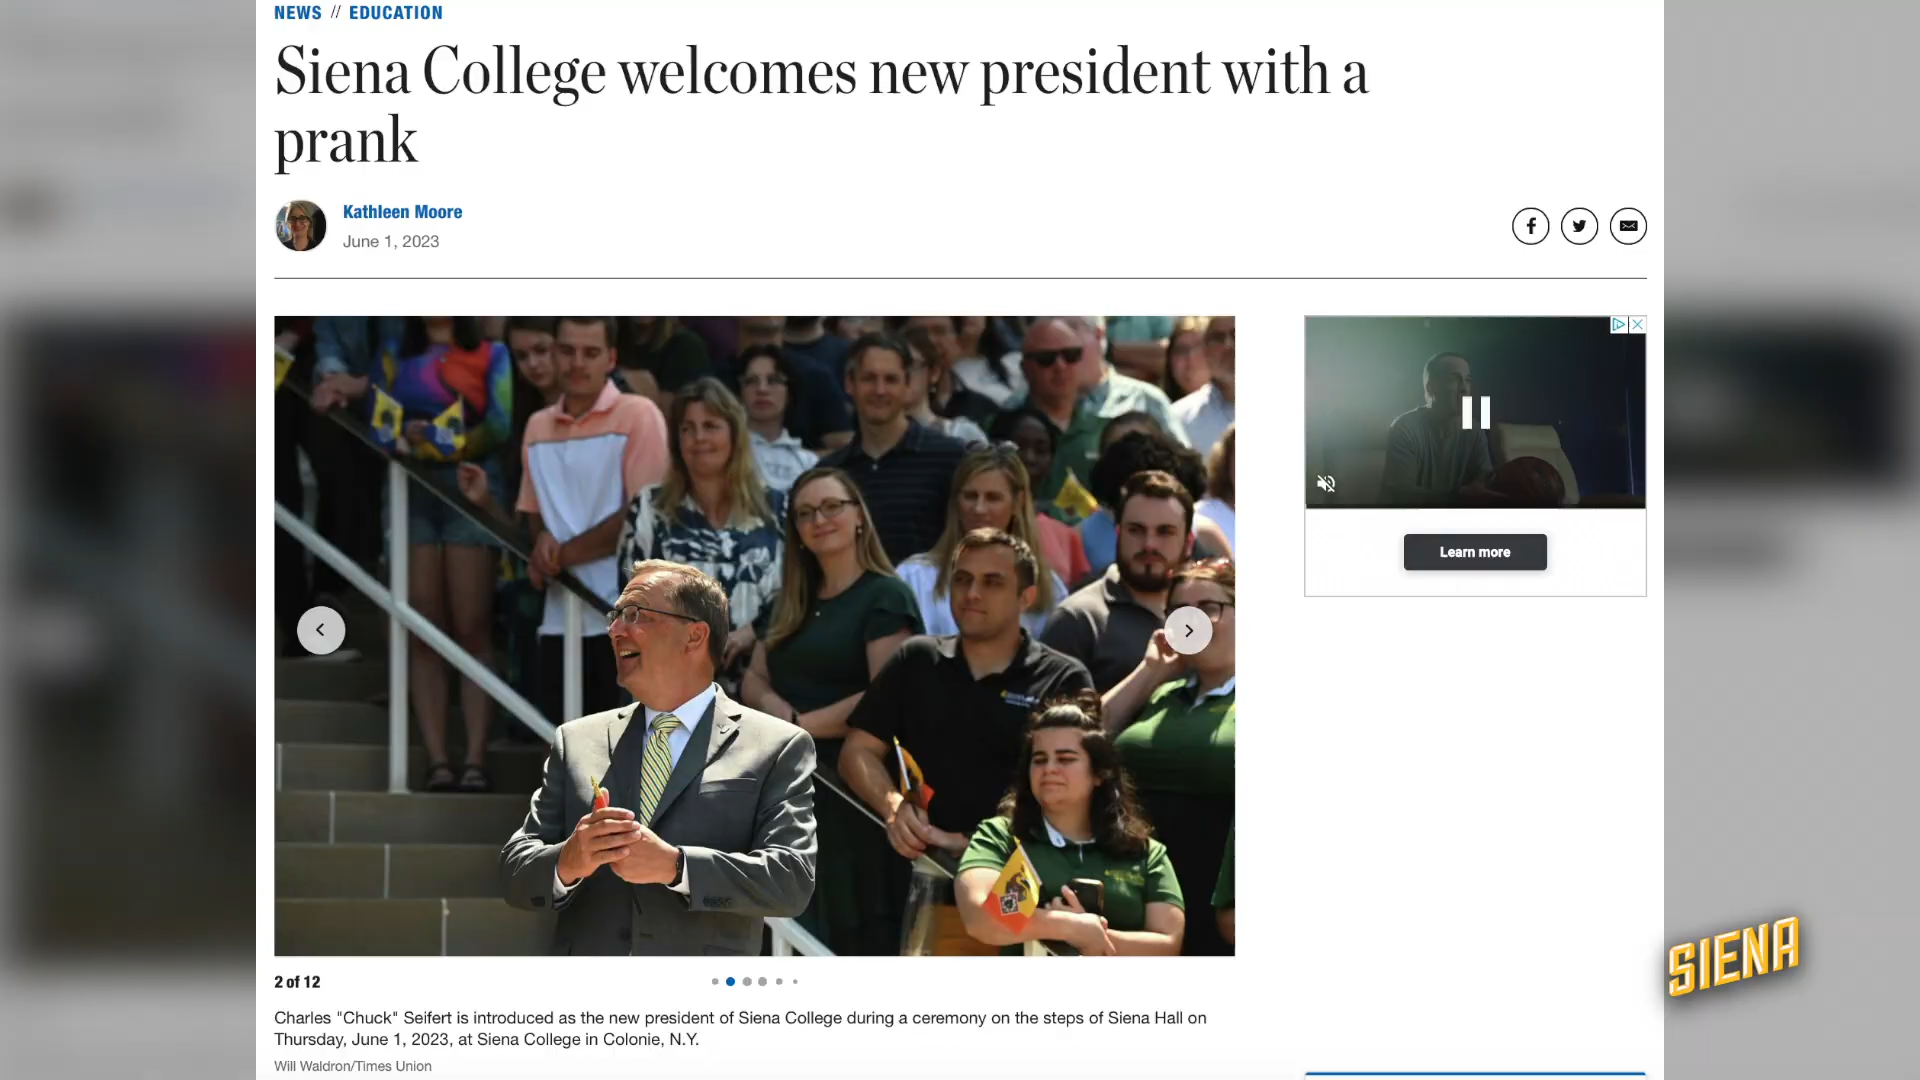 NEWS // EDUCATION
Siena College welcomes new president with a
prank
Kathleen Moore
June 1, 2023
Learn more
2 of 12
Charles "Chuck" Seifert is introduced as the new president of Siena College during a ceremony on the steps of Siena Hall on
Thursday, June 1, 2023, at Siena College in Colonie, N.Y.
Will Waldron/Times Union
SIENA